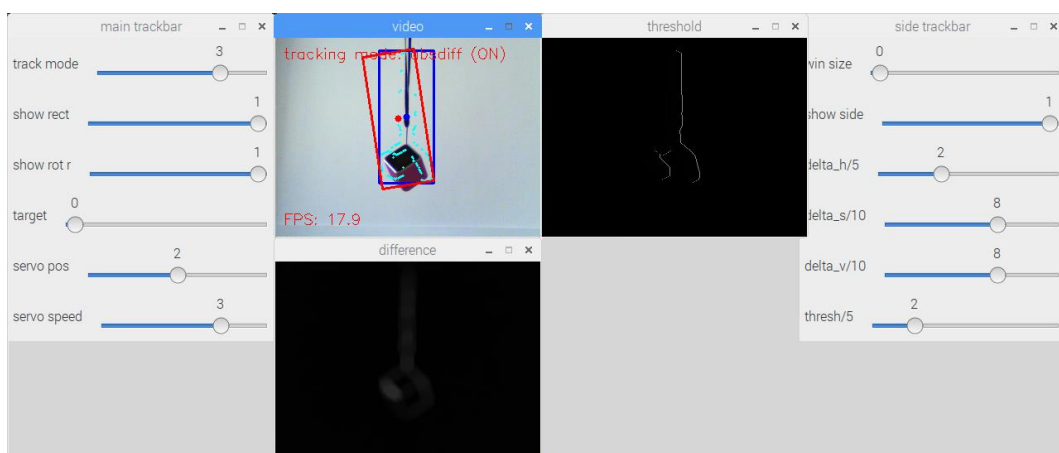 main trackbar
track mode
3
show rect
1
show rot r
1
target
0
servo pos
2
servo speed
3
video
tracking mode: absdiff (ON)
FPS: 17.9
difference
threshold
side trackbar
win size
0
show side
1
delta_h/5
2
delta_s/10
8
delta_v/10
8
thresh/5
2